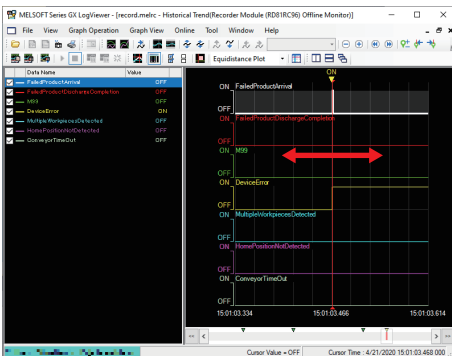 MELSOFT Series GX LogViewer - [record.melrc - Historical Trend(Recorder Module (RD81RC96) Offline Monitor)]
File View Graph Operation Graph View Online Tool Window Help
Equidistance Plot
Data Name Value
FailedProductArrival OFF
FailedProductDischargeCompletion OFF
M99 OFF
DeviceError ON
MultipleWorkpiecesDetected OFF
HomePositionNotDetected OFF
ConveyorTimeOut OFF
ON
ON FailedProductArrival
OFF
ON FailedProductDischargeCompletion
OFF
ON M99
OFF
ON DeviceError
OFF
ON MultipleWorkpiecesDetected
OFF
ON HomePositionNotDetected
OFF
ON ConveyorTimeOut
OFF
15:01:03.334 15:01:03.466 15:01:03.614
Cursor Value = OFF Cursor Time : 4/21/2020 15:01:03.468 000